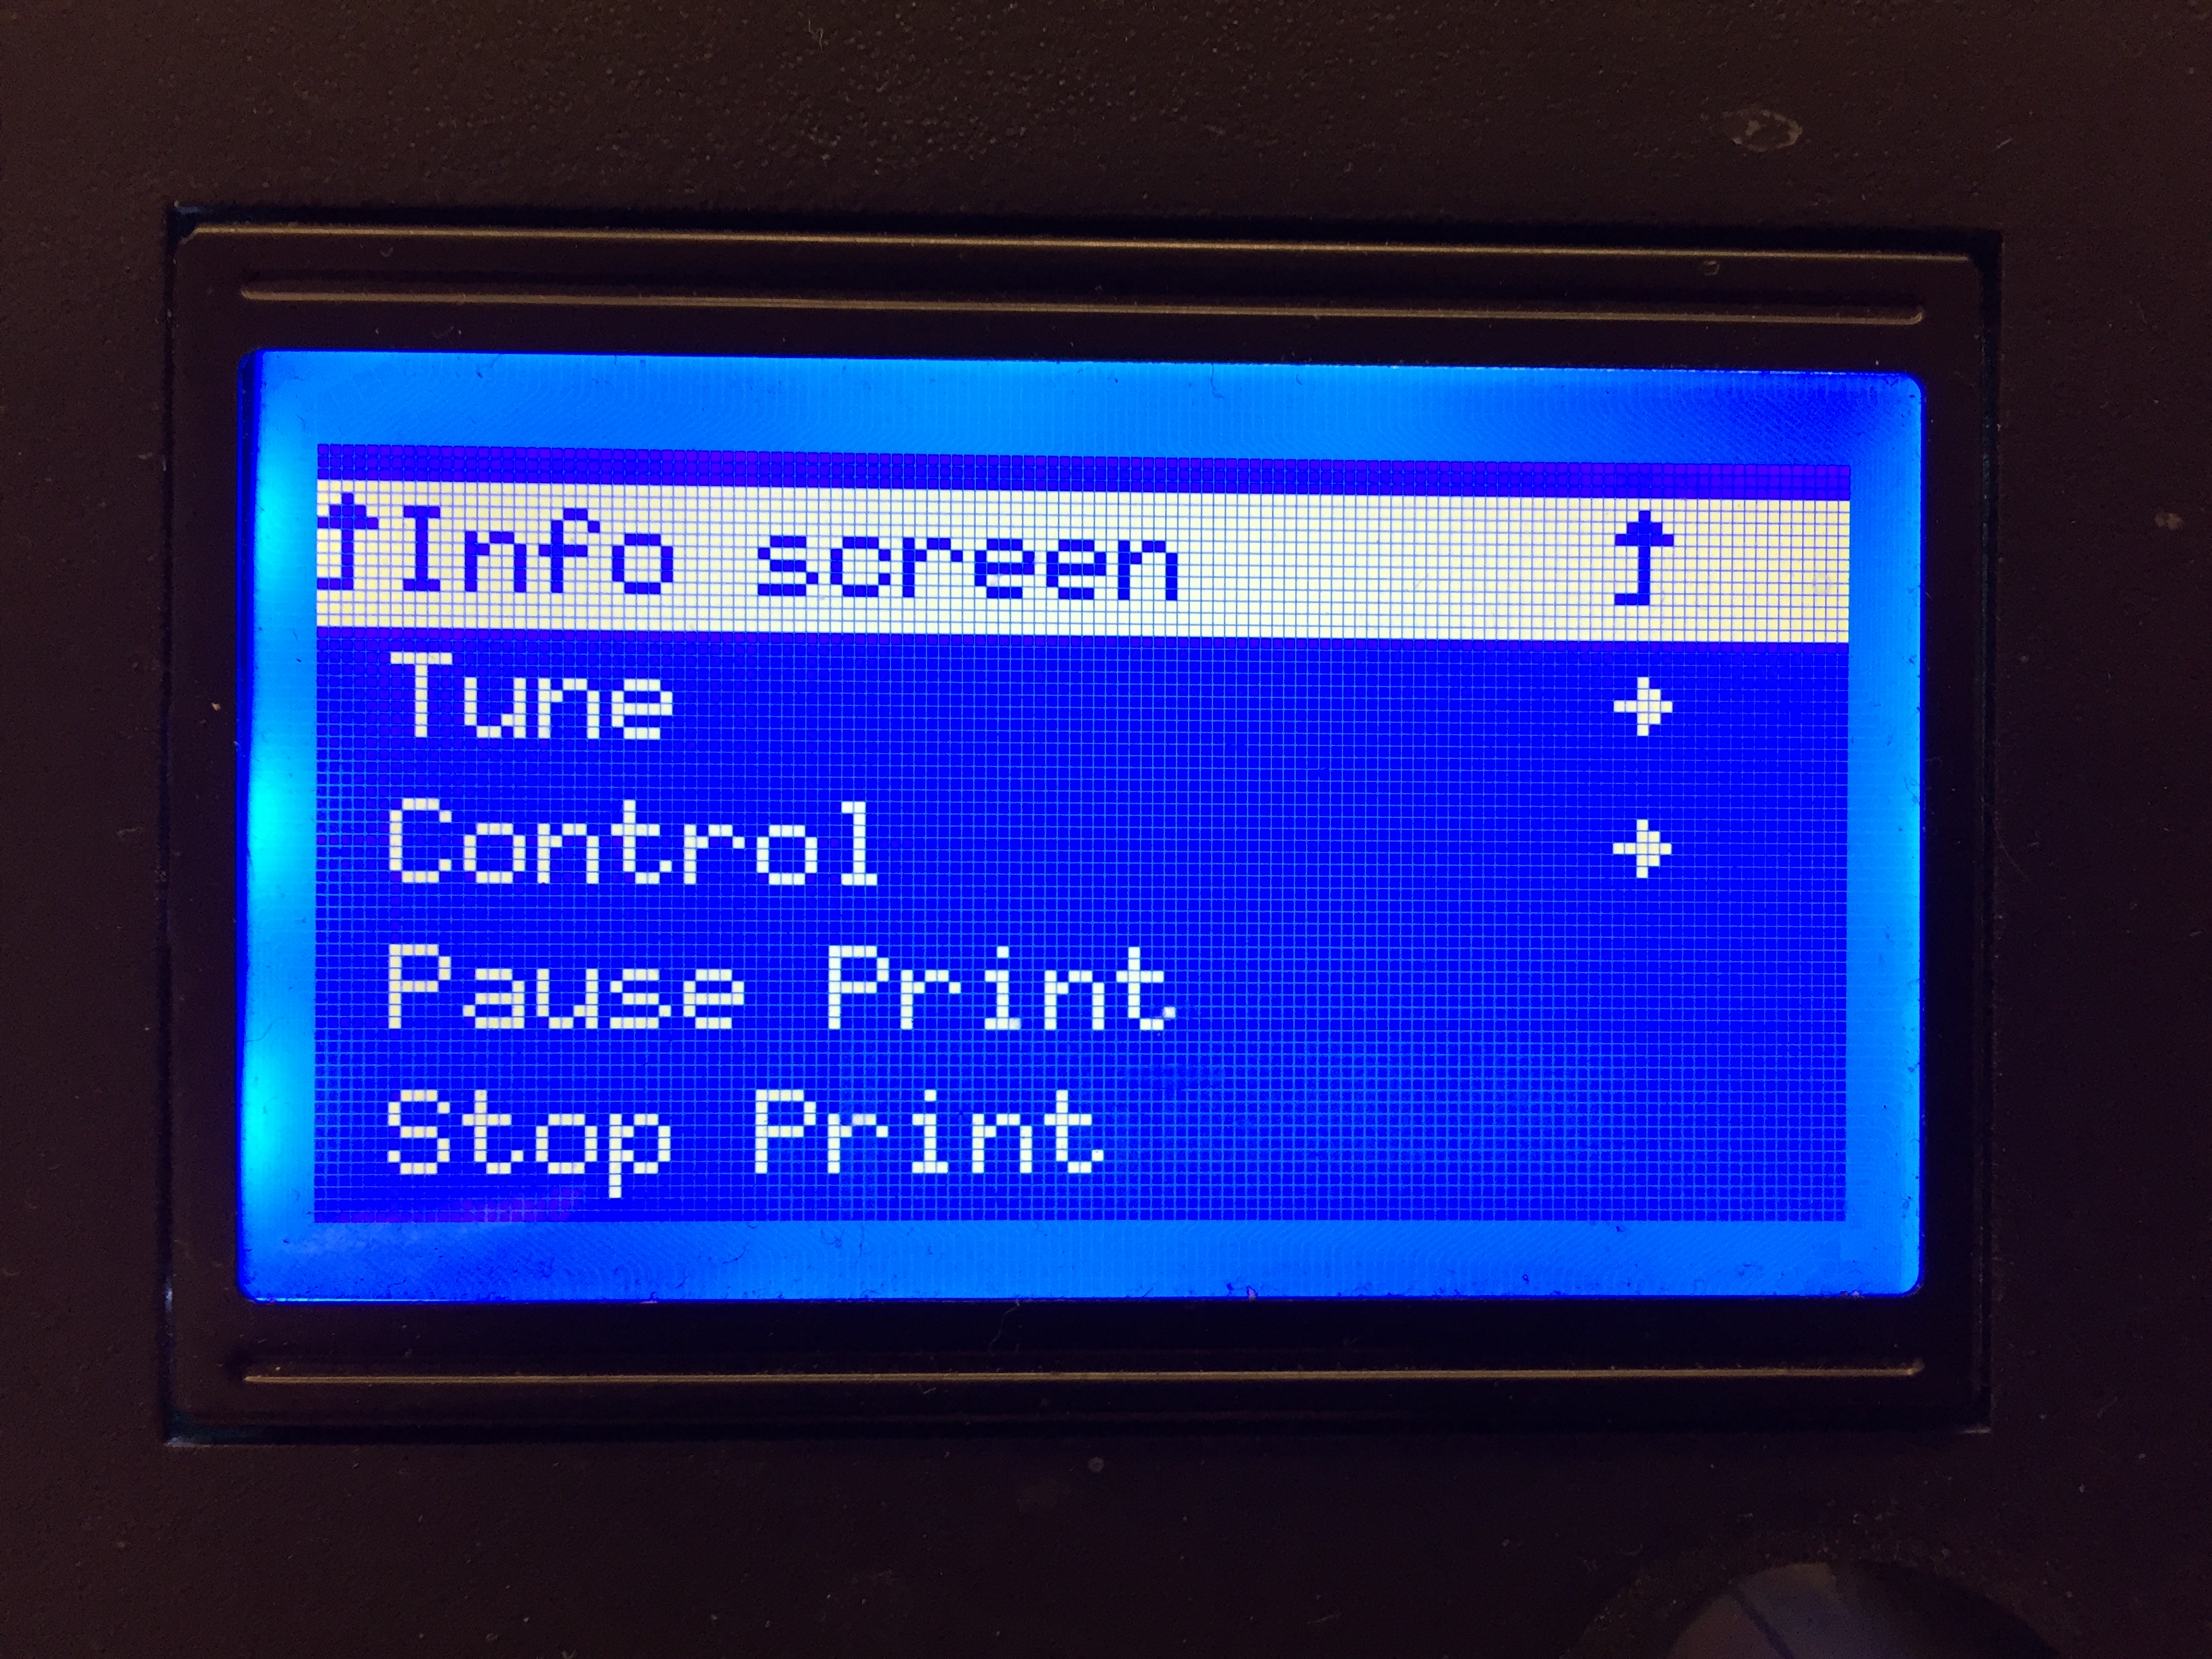 Info screen
Tune
Control
Pause Print
Stop Print